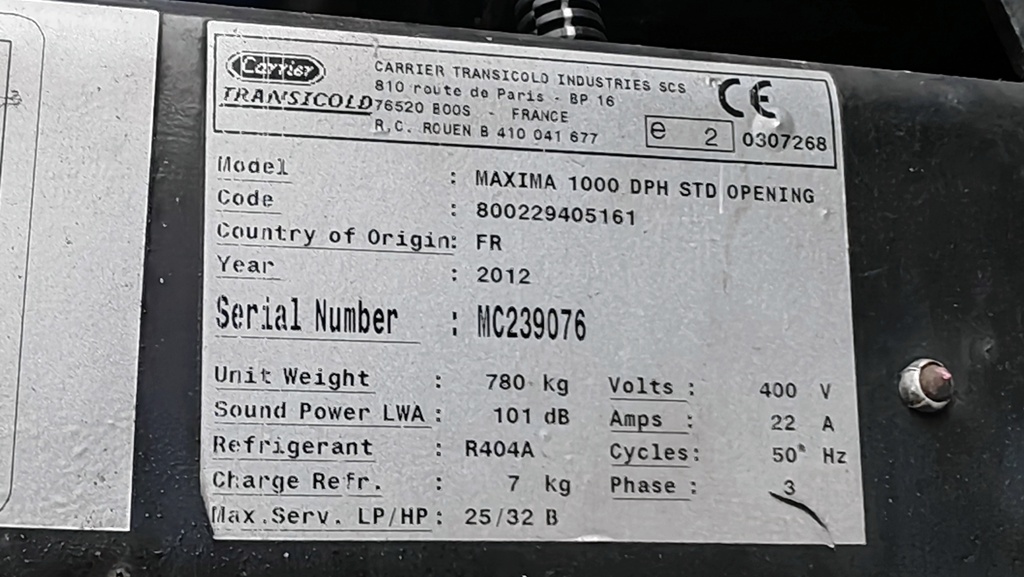 Carrier
TRANSICOLD
CARRIER TRANSICOLD INDUSTRIES SCS
810 route de Paris - BP 16
76520 BOOS - FRANCE
R.C. ROUEN B 410 041 677
CE
e 2 0307268
Model : MAXIMA 1000 DPH STD OPENING
Code : 800229405161
Country of Origin: FR
Year : 2012
Serial Number : MC239076
Unit Weight : 780 kg Volts : 400 V
Sound Power LWA : 101 dB Amps : 22 A
Refrigerant : R404A Cycles: 50* Hz
Charge Refr. : 7 kg Phase : 3
Max.Serv. LP/HP : 25/32 B